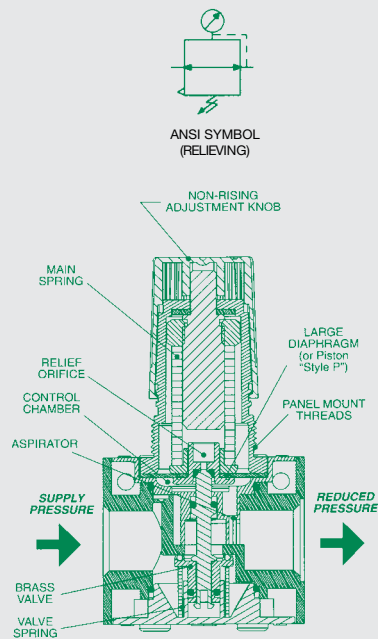 ANSI SYMBOL
(RELIEVING)
NON-RISING
ADJUSTMENT KNOB
MAIN
SPRING
LARGE
DIAPHRAGM
(or Piston
"Style P")
RELIEF
ORIFICE
CONTROL
CHAMBER
PANEL MOUNT
THREADS
ASPIRATOR
SUPPLY
PRESSURE
REDUCED
PRESSURE
BRASS
VALVE
VALVE
SPRING